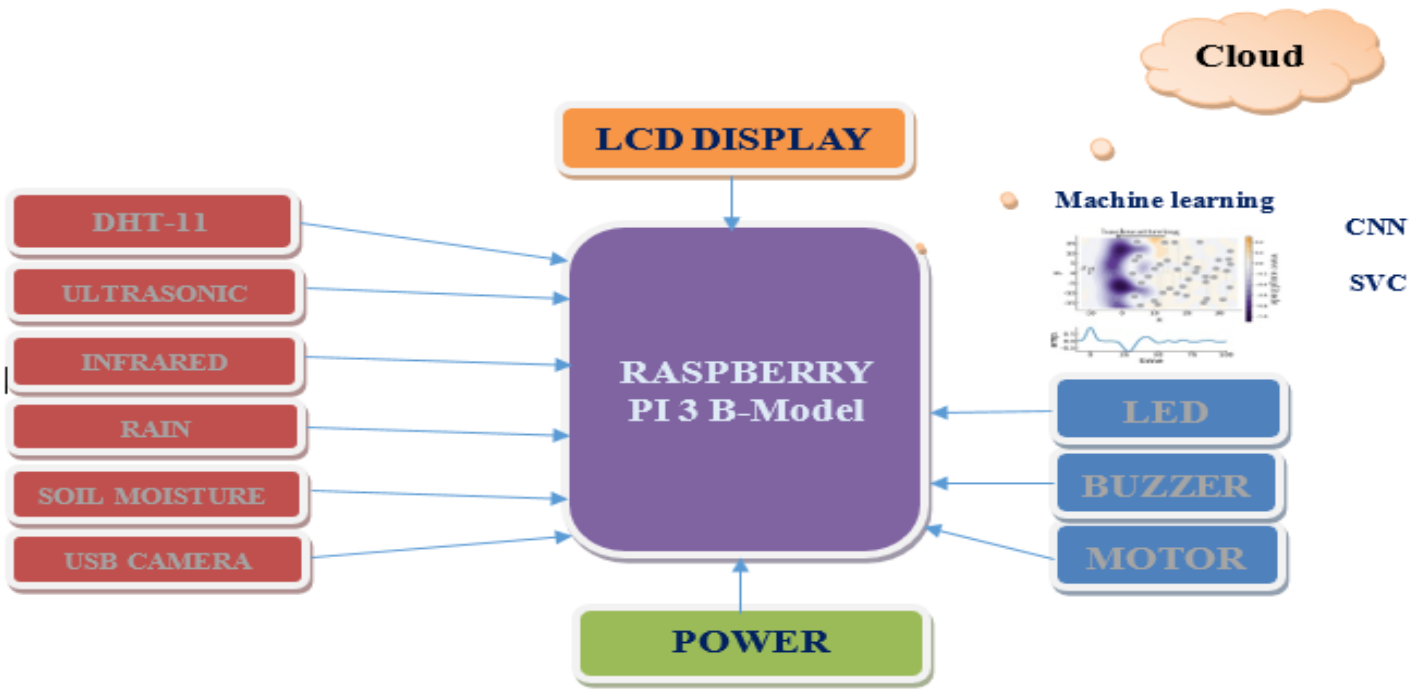 Cloud
LCD DISPLAY
Machine learning
CNN
SVC
DHT-11
ULTRASONIC
INFRARED
RAIN
SOIL MOISTURE
USB CAMERA
RASPBERRY
PI 3 B-Model
LED
BUZZER
MOTOR
POWER